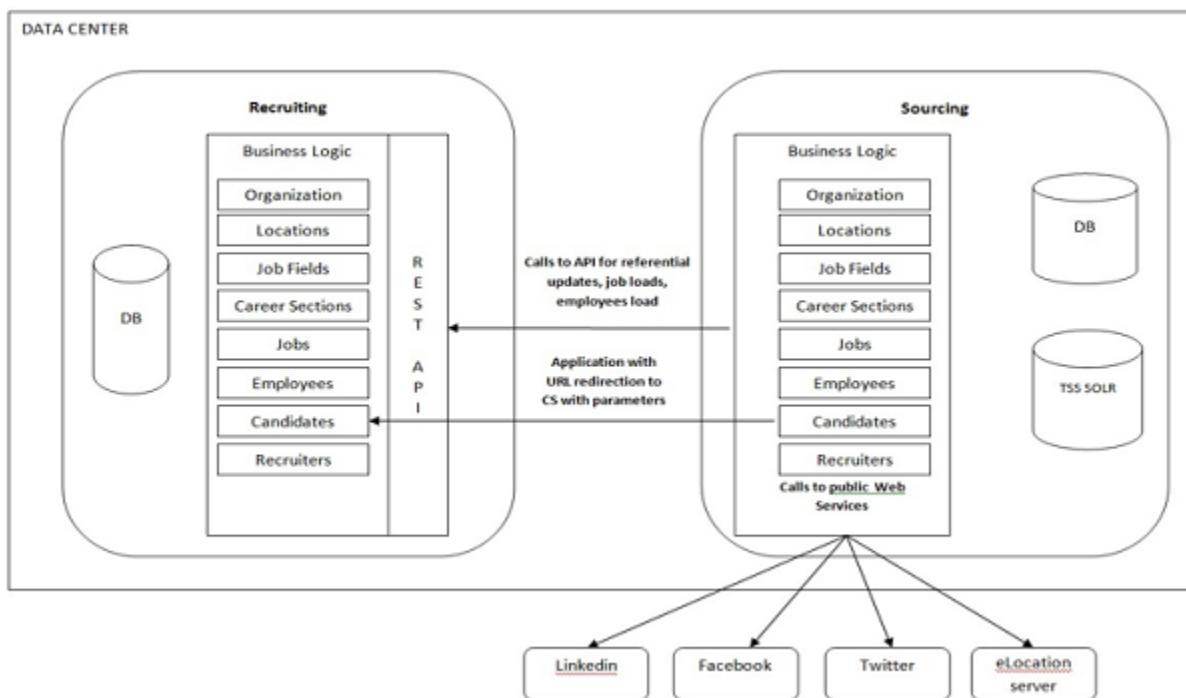 DATA CENTER
Recruiting
Business Logic
Organization
Locations
Job Fields
Career Sections
Jobs
Employees
Candidates
Recruiters
REST API
DB
Calls to API for referential
updates, job loads,
employees load
Application with
URL redirection to
CS with parameters
Sourcing
Business Logic
Organization
Locations
Job Fields
Career Sections
Jobs
Employees
Candidates
Recruiters
Calls to public Web
Services
DB
TSS SOLR
Linkedin
Facebook
Twitter
eLocation
server